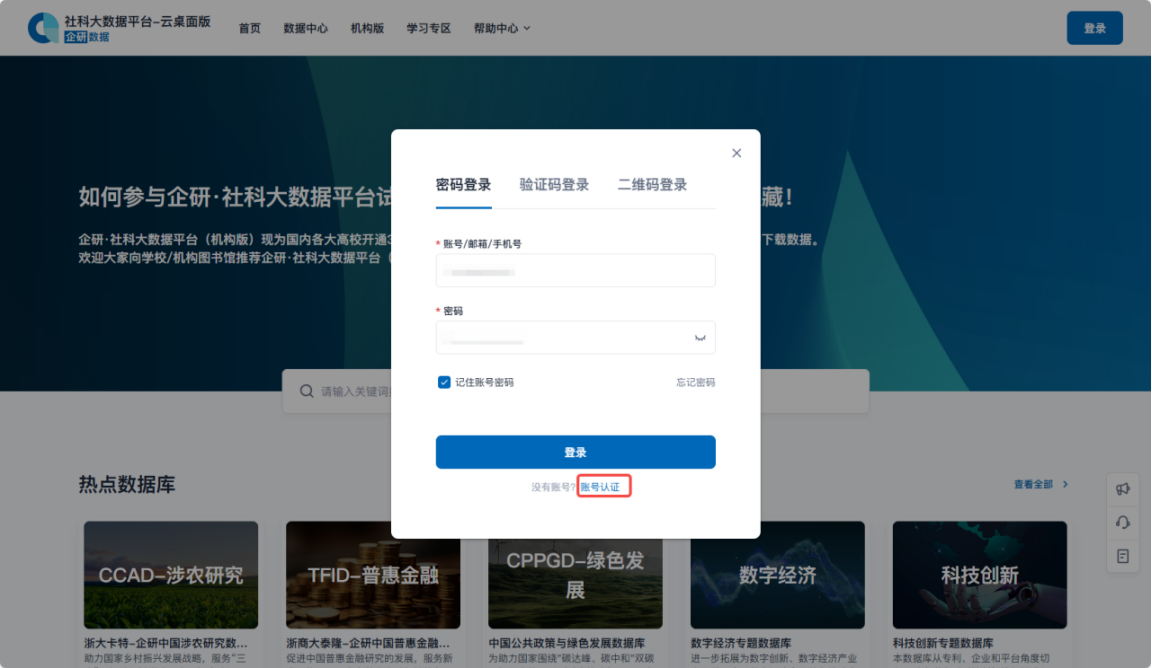 社科大数据平台-云桌面版
企研数据
首页
数据中心
机构版
学习专区
帮助中心
登录
如何参与企研·社科大数据平台试
藏！
企研·社科大数据平台（机构版）现为国内各大高校开通3
下载数据。
欢迎大家向学校/机构图书馆推荐企研·社科大数据平台（
密码登录
验证码登录
二维码登录
* 账号/邮箱/手机号
* 密码
记住账号密码
忘记密码
登录
没有账号? 账号认证
请输入关键词
热点数据库
查看全部
CCAD-涉农研究
TFID-普惠金融
CPPGD-绿色发
展
数字经济
科技创新
浙大卡特-企研中国涉农研究数...
浙商大泰隆-企研中国普惠金融...
中国公共政策与绿色发展数据库
数字经济专题数据库
科技创新专题数据库
助力国家乡村振兴发展战略，服务“三
促进中国普惠金融研究的发展，服务新
为助力国家围绕“碳达峰、碳中和”双碳
进一步拓展为数字创新、数字经济产业
本数据库从专利、企业和平台角度切